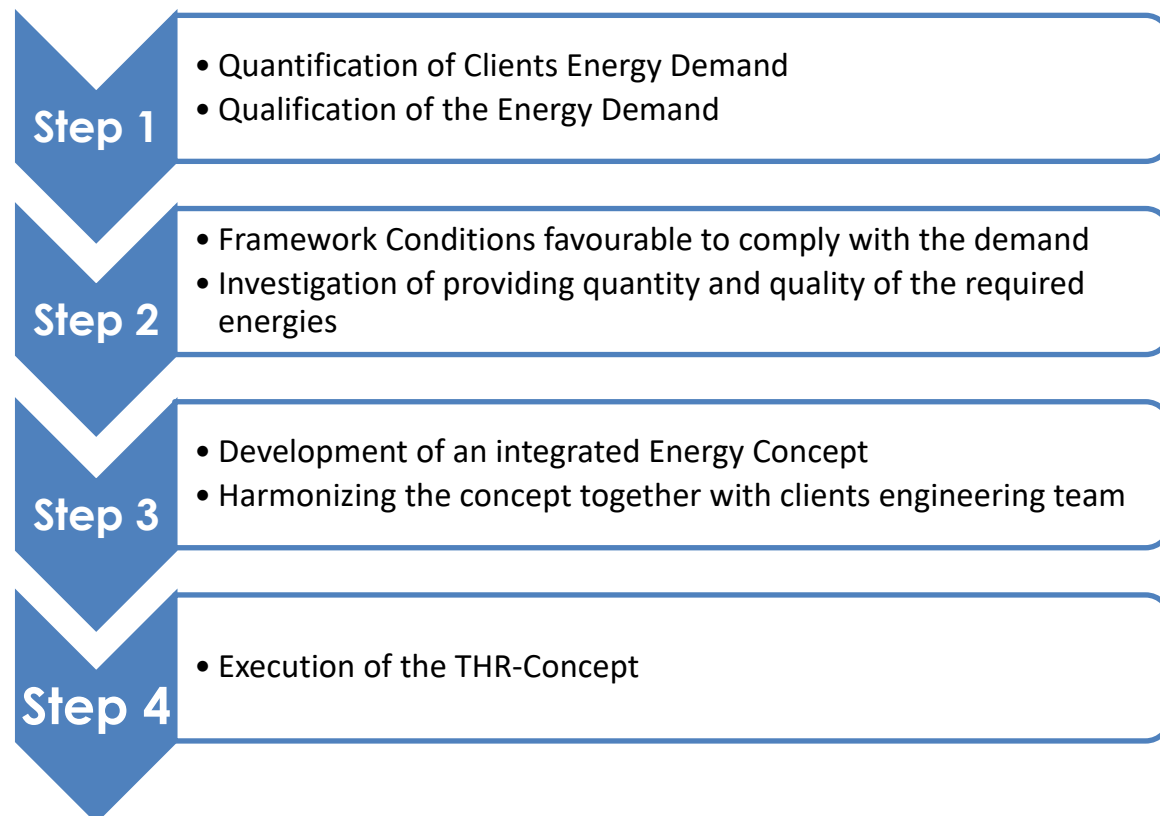 Step 1
• Quantification of Clients Energy Demand
• Qualification of the Energy Demand
Step 2
• Framework Conditions favourable to comply with the demand
• Investigation of providing quantity and quality of the required
energies
Step 3
• Development of an integrated Energy Concept
• Harmonizing the concept together with clients engineering team
Step 4
• Execution of the THR-Concept